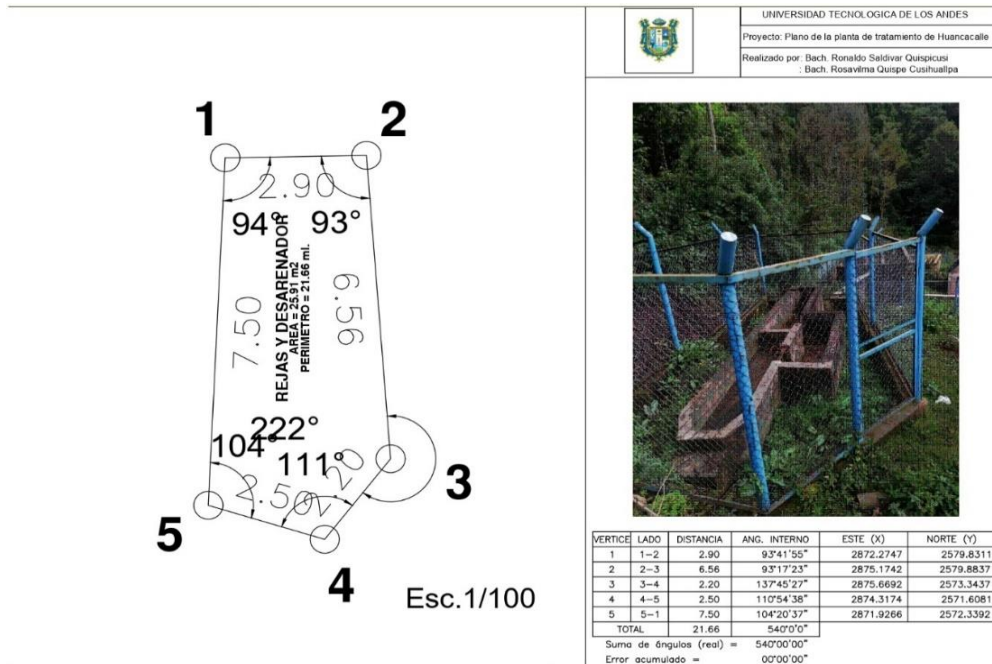 UNIVERSIDAD TECNOLOGICA DE LOS ANDES
Proyecto: Plano de la planta de tratamiento de Huancacalle
Realizado por: Bach. Ronaldo Saldivar Quispicusi
: Bach. Rosavilma Quispe Cusihuallpa
1
2
2.90
94°
93°
REJAS Y DESARENADOR
AREA = 25.91 m2
PERIMETRO = 21.66 ml.
7.50
6.56
222°
104°
111°
2.20
2.50
3
5
4
Esc.1/100
VERTICE LADO DISTANCIA ANG. INTERNO ESTE (X) NORTE (Y)
1 1-2 2.90 93°41'55" 2872.2747 2579.8311
2 2-3 6.56 93°17'23" 2875.1742 2579.8837
3 3-4 2.20 137°45'27" 2875.6692 2573.3437
4 4-5 2.50 110°54'38" 2874.3174 2571.6081
5 5-1 7.50 104°20'37" 2871.9266 2572.3392
TOTAL 21.66 540°0'0"
Suma de ángulos (real) = 540°00'00"
Error acumulado = 00°00'00"